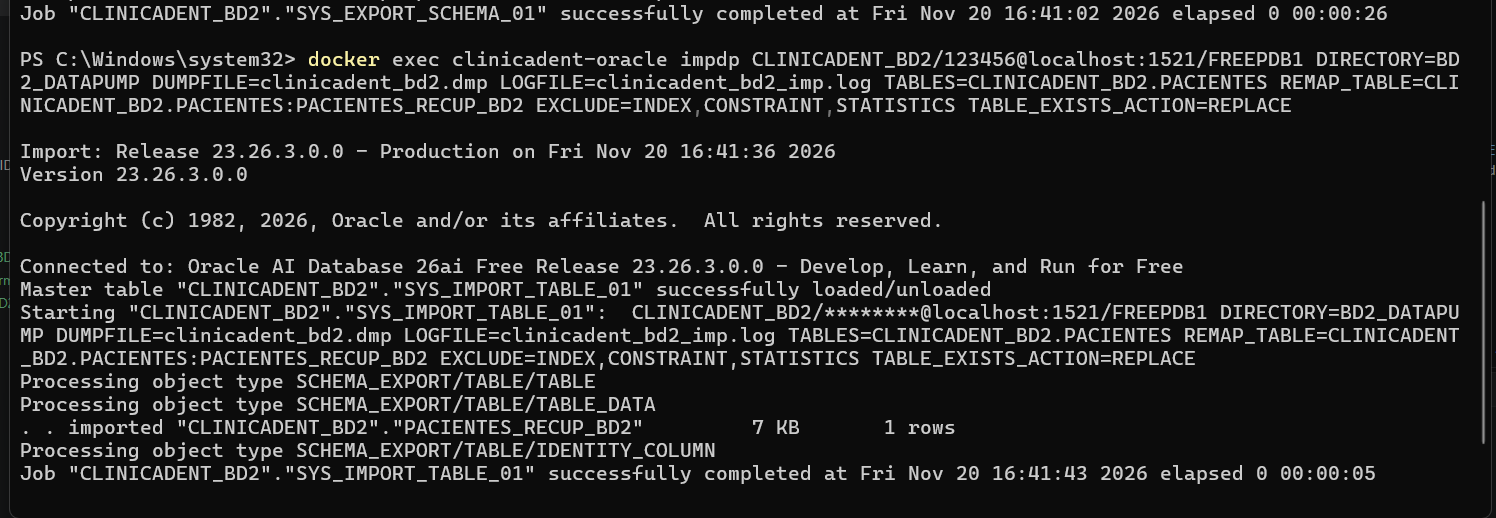 Job "CLINICADENT_BD2"."SYS_EXPORT_SCHEMA_01" successfully completed at Fri Nov 20 16:41:02 2026 elapsed 0 00:00:26
PS C:\Windows\system32> docker exec clinicadent-oracle impdp CLINICADENT_BD2/123456@localhost:1521/FREEPDB1 DIRECTORY=BD
2_DATAPUMP DUMPFILE=clinicadent_bd2.dmp LOGFILE=clinicadent_bd2_imp.log TABLES=CLINICADENT_BD2.PACIENTES REMAP_TABLE=CLI
NICADENT_BD2.PACIENTES:PACIENTES_RECUP_BD2 EXCLUDE=INDEX,CONSTRAINT,STATISTICS TABLE_EXISTS_ACTION=REPLACE
Import: Release 23.26.3.0.0 - Production on Fri Nov 20 16:41:36 2026
Version 23.26.3.0.0
Copyright (c) 1982, 2026, Oracle and/or its affiliates.  All rights reserved.
Connected to: Oracle AI Database 26ai Free Release 23.26.3.0.0 - Develop, Learn, and Run for Free
Master table "CLINICADENT_BD2"."SYS_IMPORT_TABLE_01" successfully loaded/unloaded
Starting "CLINICADENT_BD2"."SYS_IMPORT_TABLE_01":  CLINICADENT_BD2/********@localhost:1521/FREEPDB1 DIRECTORY=BD2_DATAPU
MP DUMPFILE=clinicadent_bd2.dmp LOGFILE=clinicadent_bd2_imp.log TABLES=CLINICADENT_BD2.PACIENTES REMAP_TABLE=CLINICADENT
_BD2.PACIENTES:PACIENTES_RECUP_BD2 EXCLUDE=INDEX,CONSTRAINT,STATISTICS TABLE_EXISTS_ACTION=REPLACE
Processing object type SCHEMA_EXPORT/TABLE/TABLE
Processing object type SCHEMA_EXPORT/TABLE/TABLE_DATA
. . imported "CLINICADENT_BD2"."PACIENTES_RECUP_BD2"         7 KB       1 rows
Processing object type SCHEMA_EXPORT/TABLE/IDENTITY_COLUMN
Job "CLINICADENT_BD2"."SYS_IMPORT_TABLE_01" successfully completed at Fri Nov 20 16:41:43 2026 elapsed 0 00:00:05